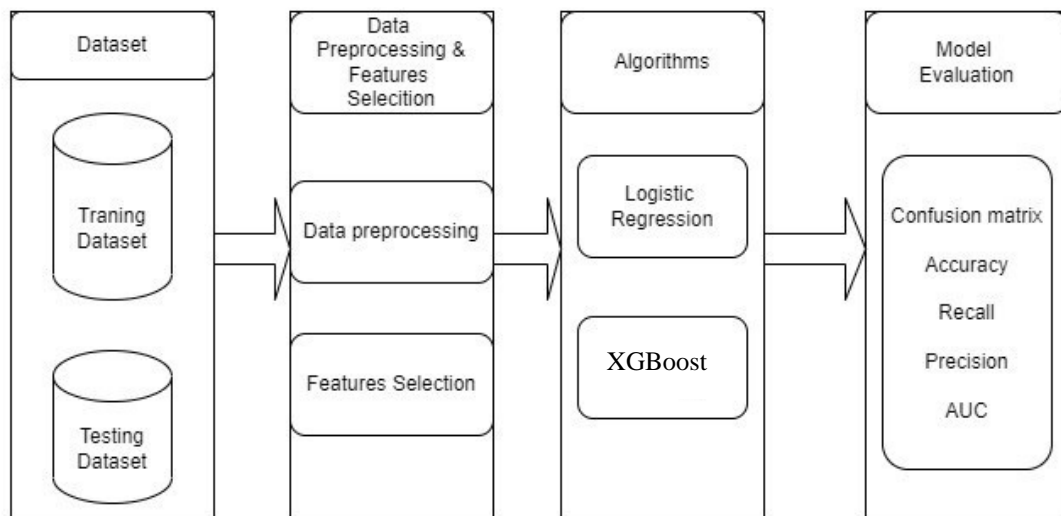 Dataset
Traning
Dataset
Testing
Dataset
Data
Preprocessing &
Features
Selecition
Data preprocessing
Features Selection
Algorithms
Logistic
Regression
XGBoost
Model
Evaluation
Confusion matrix
Accuracy
Recall
Precision
AUC